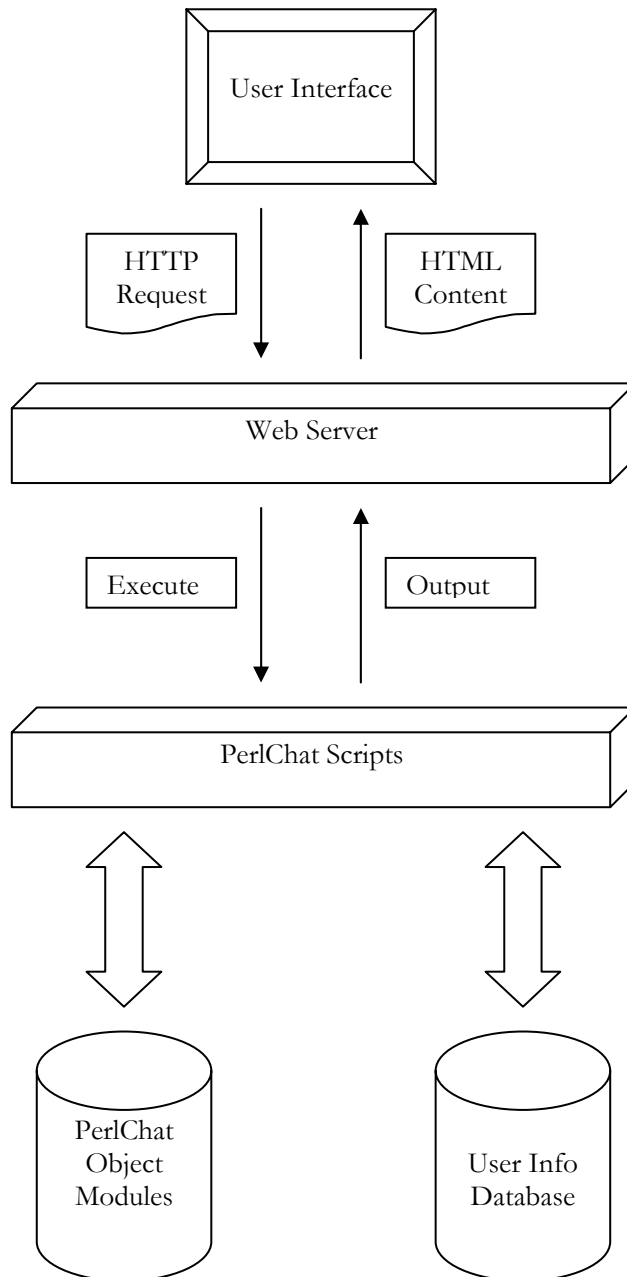 User Interface
HTTP
Request
HTML
Content
Web Server
Execute
Output
PerlChat Scripts
PerlChat
Object
Modules
User Info
Database